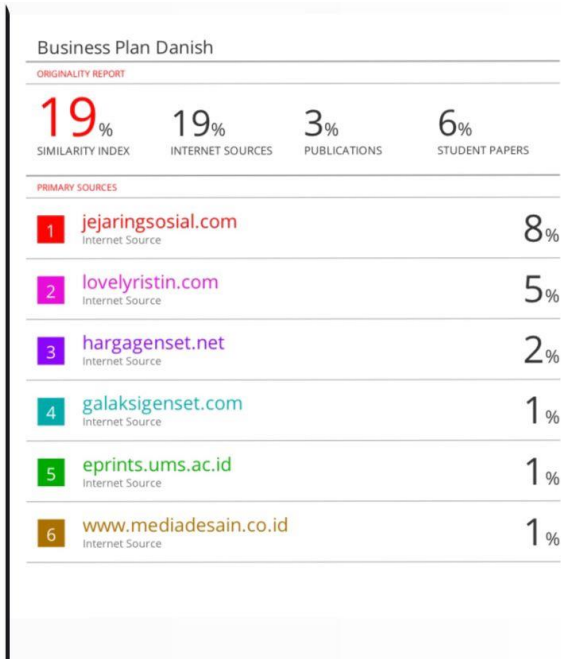 Business Plan Danish
ORIGINALITY REPORT
19% 19% 3% 6%
SIMILARITY INDEX INTERNET SOURCES PUBLICATIONS STUDENT PAPERS
PRIMARY SOURCES
1 jejaringsosial.com 8%
Internet Source
2 lovelyristin.com 5%
Internet Source
3 hargagenset.net 2%
Internet Source
4 galaksigenset.com 1%
Internet Source
5 eprints.ums.ac.id 1%
Internet Source
6 www.mediadesain.co.id 1%
Internet Source